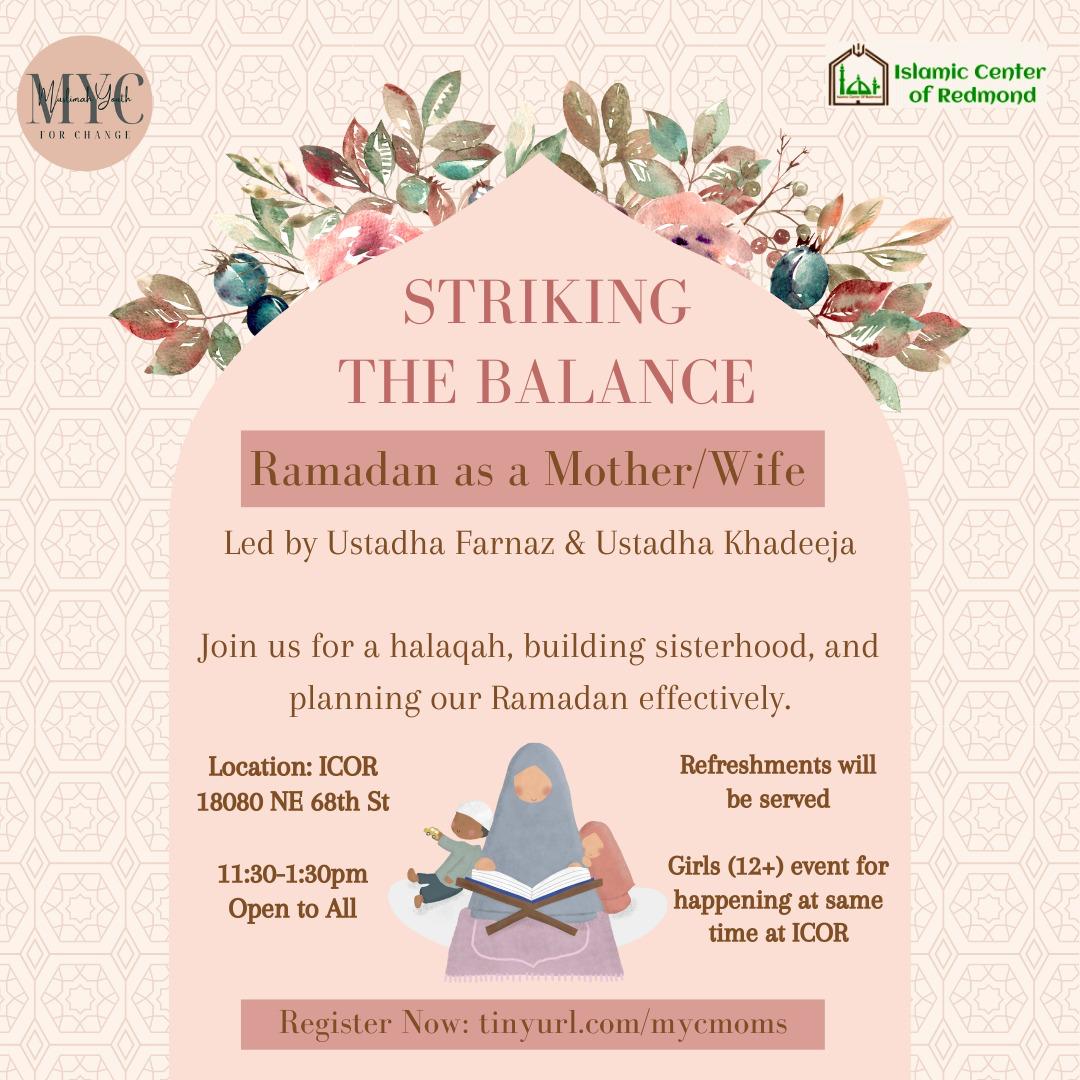 MYC
Muslimah Youth
FOR CHANGE
Islamic Center
of Redmond
STRIKING
THE BALANCE
Ramadan as a Mother/Wife
Led by Ustadha Farnaz & Ustadha Khadeeja
Join us for a halaqah, building sisterhood, and
planning our Ramadan effectively.
Location: ICOR
18080 NE 68th St
11:30-1:30pm
Open to All
Refreshments will
be served
Girls (12+) event for
happening at same
time at ICOR
Register Now: tinyurl.com/mycmoms